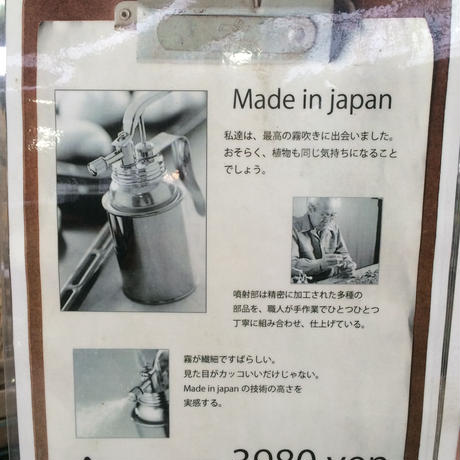 Made in japan
私達は、最高の霧吹きに出会いました。
おそらく、植物も同じ気持ちになること
でしょう。
噴射部は精密に加工された多種の
部品を、職人が手作業でひとつひとつ
丁寧に組み合わせ、仕上げている。
霧が繊細ですばらしい。
見た目がカッコいいだけじゃない。
Made in japan の技術の高さを
実感する。
3980 yen